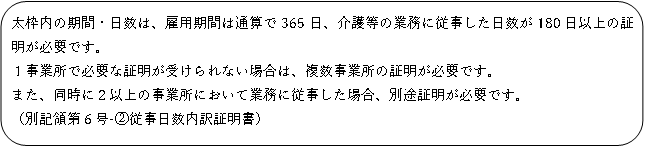 太枠内の期間・日数は、雇用期間は通算で 365 日、介護等の業務に従事した日数が 180 日以上の証
明が必要です。
１事業所で必要な証明が受けられない場合は、複数事業所の証明が必要です。
また、同時に２以上の事業所において業務に従事した場合、別途証明が必要です。
（別記領第６号-②従事日数内訳証明書）